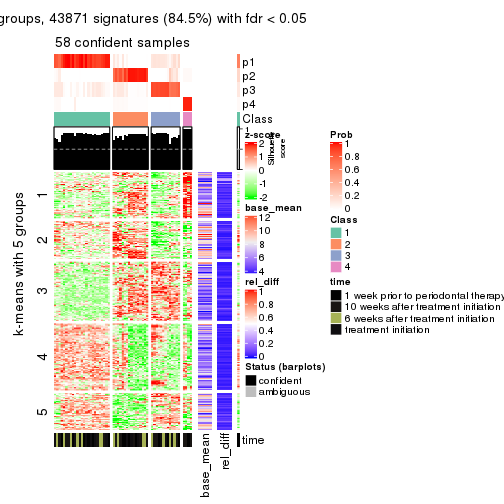 groups, 43871 signatures (84.5%) with fdr < 0.05
58 confident samples
p1
p2
p3
p4
Class
1
Silhouette
score
k-means with 5 groups
1
2
3
4
5
time
base_mean
rel_diff
z-score
2
1
0
-1
-2
base_mean
12
10
8
6
4
rel_diff
1
0.8
0.6
0.4
0.2
0
Status (barplots)
confident
ambiguous
Prob
1
0.8
0.6
0.4
0.2
0
Class
1
2
3
4
time
1 week prior to periodontal therapy
10 weeks after treatment initiation
6 weeks after treatment initiation
treatment initiation